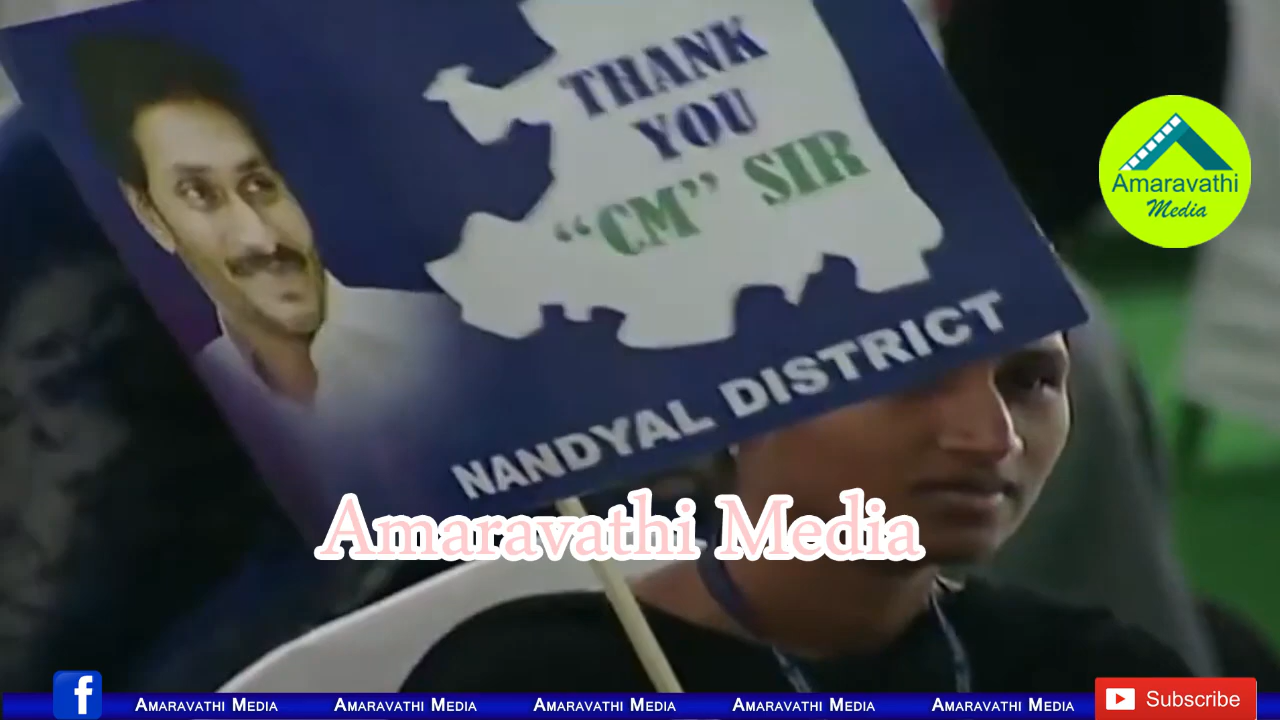 THANK
YOU
“CM” SIR
NANDYAL DISTRICT
Amaravathi
Media
Amaravathi Media
f
Amaravathi Media Amaravathi Media Amaravathi Media Amaravathi Media Amaravathi Media
Subscribe